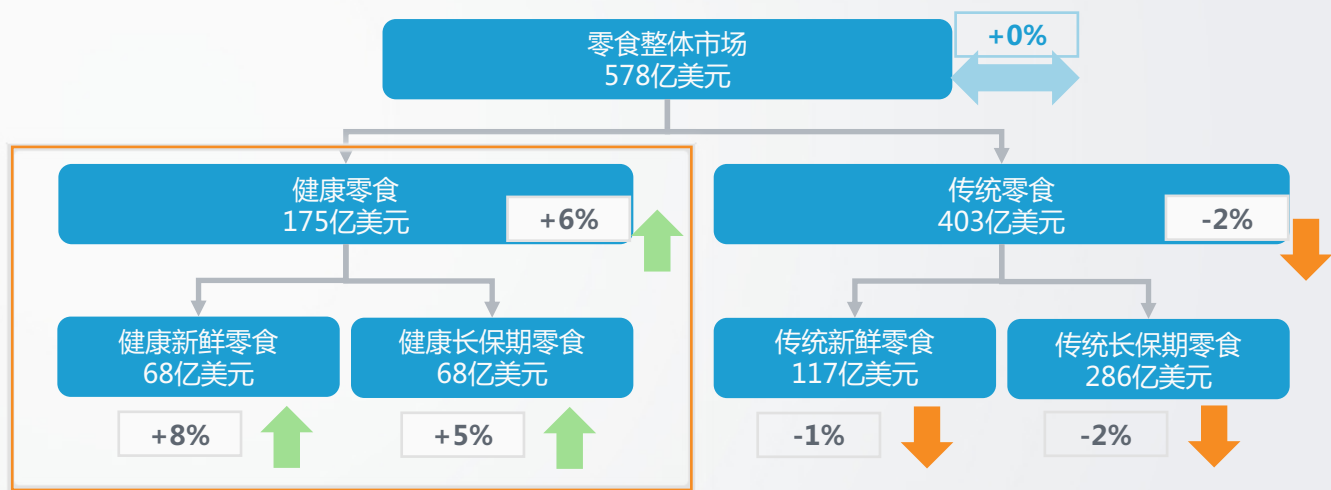 零食整体市场
578亿美元
+0%
健康零食
175亿美元
+6%
传统零食
403亿美元
-2%
健康新鲜零食
68亿美元
+8%
健康长保期零食
68亿美元
+5%
传统新鲜零食
117亿美元
-1%
传统长保期零食
286亿美元
-2%